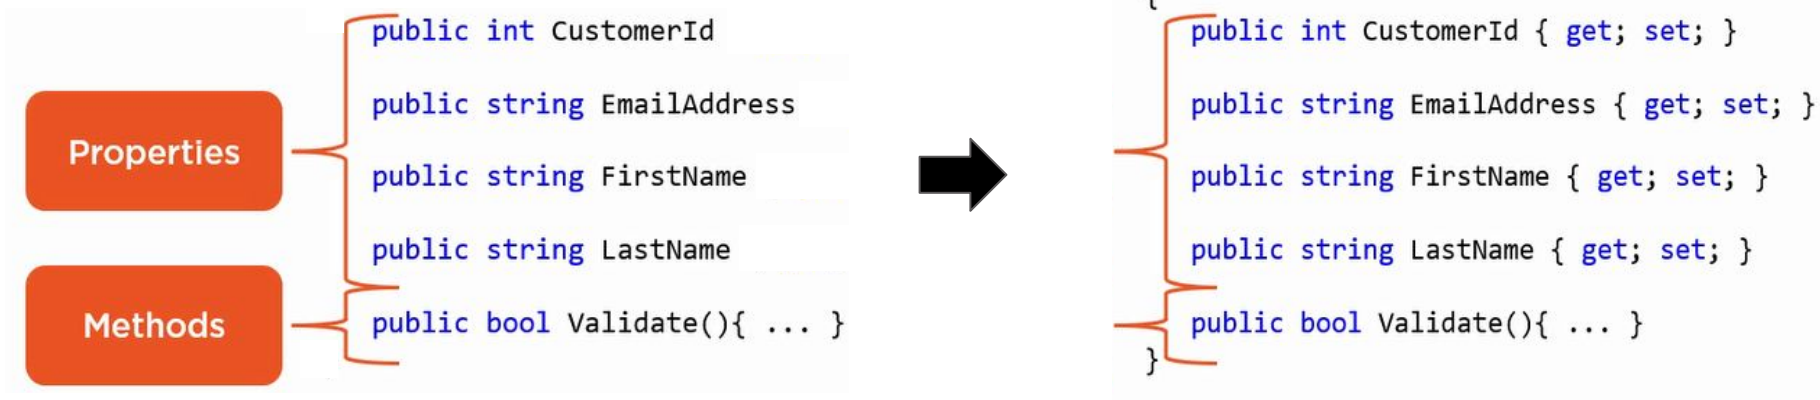 Properties
Methods
public int CustomerId
public string EmailAddress
public string FirstName
public string LastName
public bool Validate(){ ... }
{
public int CustomerId { get; set; }
public string EmailAddress { get; set; }
public string FirstName { get; set; }
public string LastName { get; set; }
public bool Validate(){ ... }
}